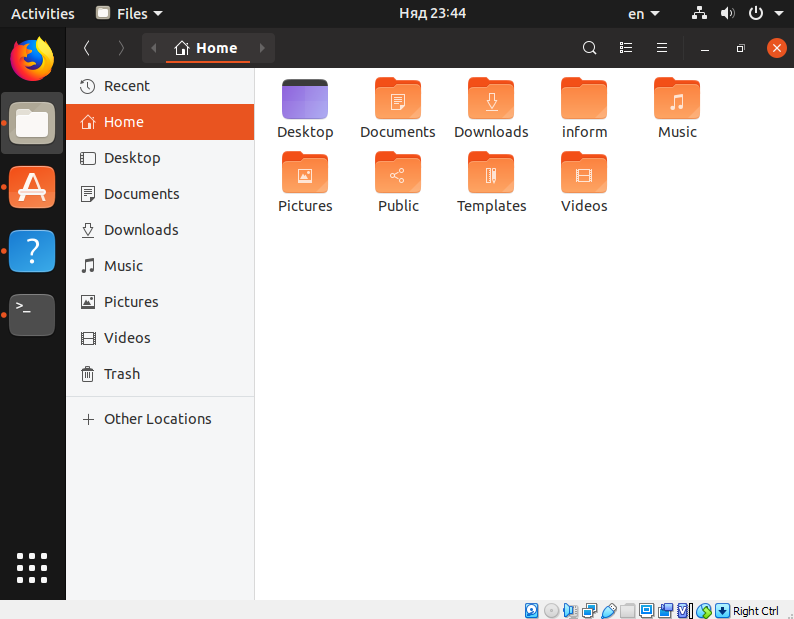 Activities Files Няд 23:44 en
Home
Recent
Home
Desktop
Documents
Downloads
Music
Pictures
Videos
Trash
Other Locations
Desktop Documents Downloads inform Music
Pictures Public Templates Videos
Right Ctrl